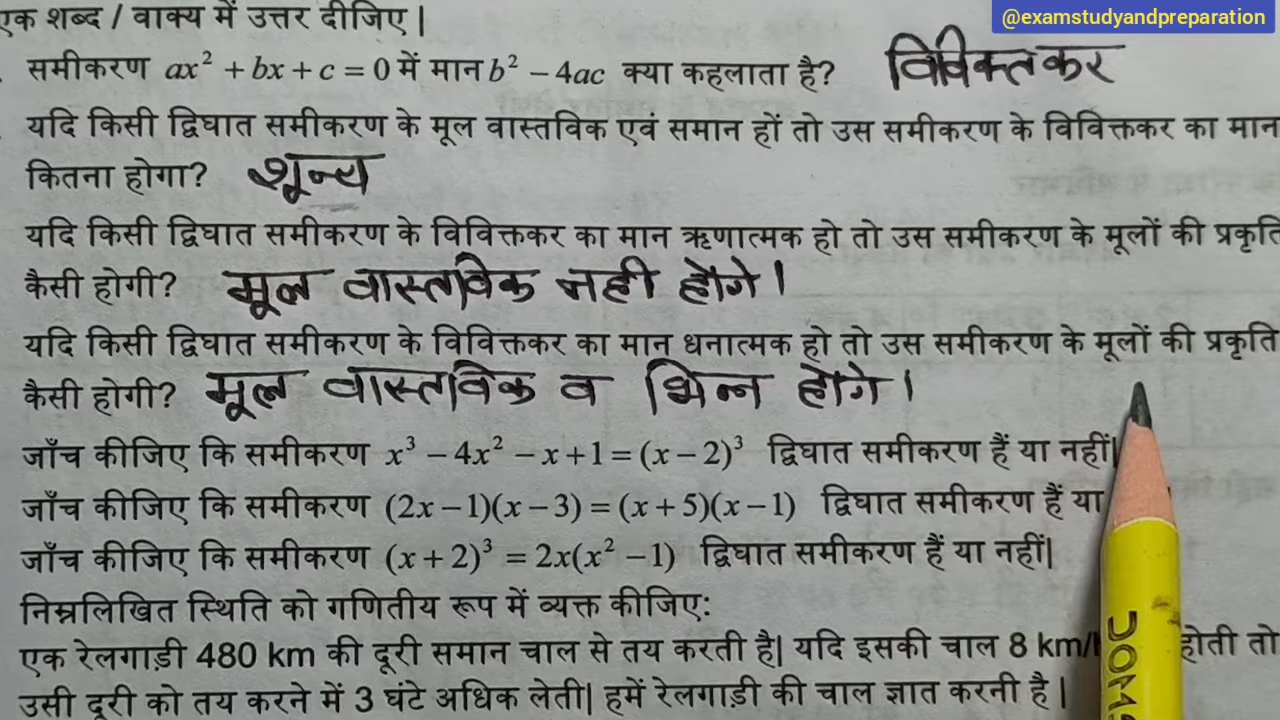 @examstudyandpreparation
एक शब्द / वाक्य में उत्तर दीजिए |
समीकरण ax² + bx + c = 0 में मान b² − 4ac क्या कहलाता है? विविक्तकर
यदि किसी द्विघात समीकरण के मूल वास्तविक एवं समान हों तो उस समीकरण के विविक्तकर का मान
कितना होगा? शून्य
यदि किसी द्विघात समीकरण के विविक्तकर का मान ऋणात्मक हो तो उस समीकरण के मूलों की प्रकृति
कैसी होगी? मूल वास्तविक नही होंगे।
यदि किसी द्विघात समीकरण के विविक्तकर का मान धनात्मक हो तो उस समीकरण के मूलों की प्रकृति
कैसी होगी? मूल वास्तविक व भिन्न होंगे।
जाँच कीजिए कि समीकरण x³ − 4x² − x + 1 = (x − 2)³ द्विघात समीकरण हैं या नहीं|
जाँच कीजिए कि समीकरण (2x − 1)(x − 3) = (x + 5)(x − 1) द्विघात समीकरण हैं या
जाँच कीजिए कि समीकरण (x + 2)³ = 2x(x² − 1) द्विघात समीकरण हैं या नहीं|
निम्नलिखित स्थिति को गणितीय रूप में व्यक्त कीजिए:
एक रेलगाड़ी 480 km की दूरी समान चाल से तय करती है| यदि इसकी चाल 8 km/h होती तो
उसी दूरी को तय करने में 3 घंटे अधिक लेती| हमें रेलगाड़ी की चाल ज्ञात करनी है |